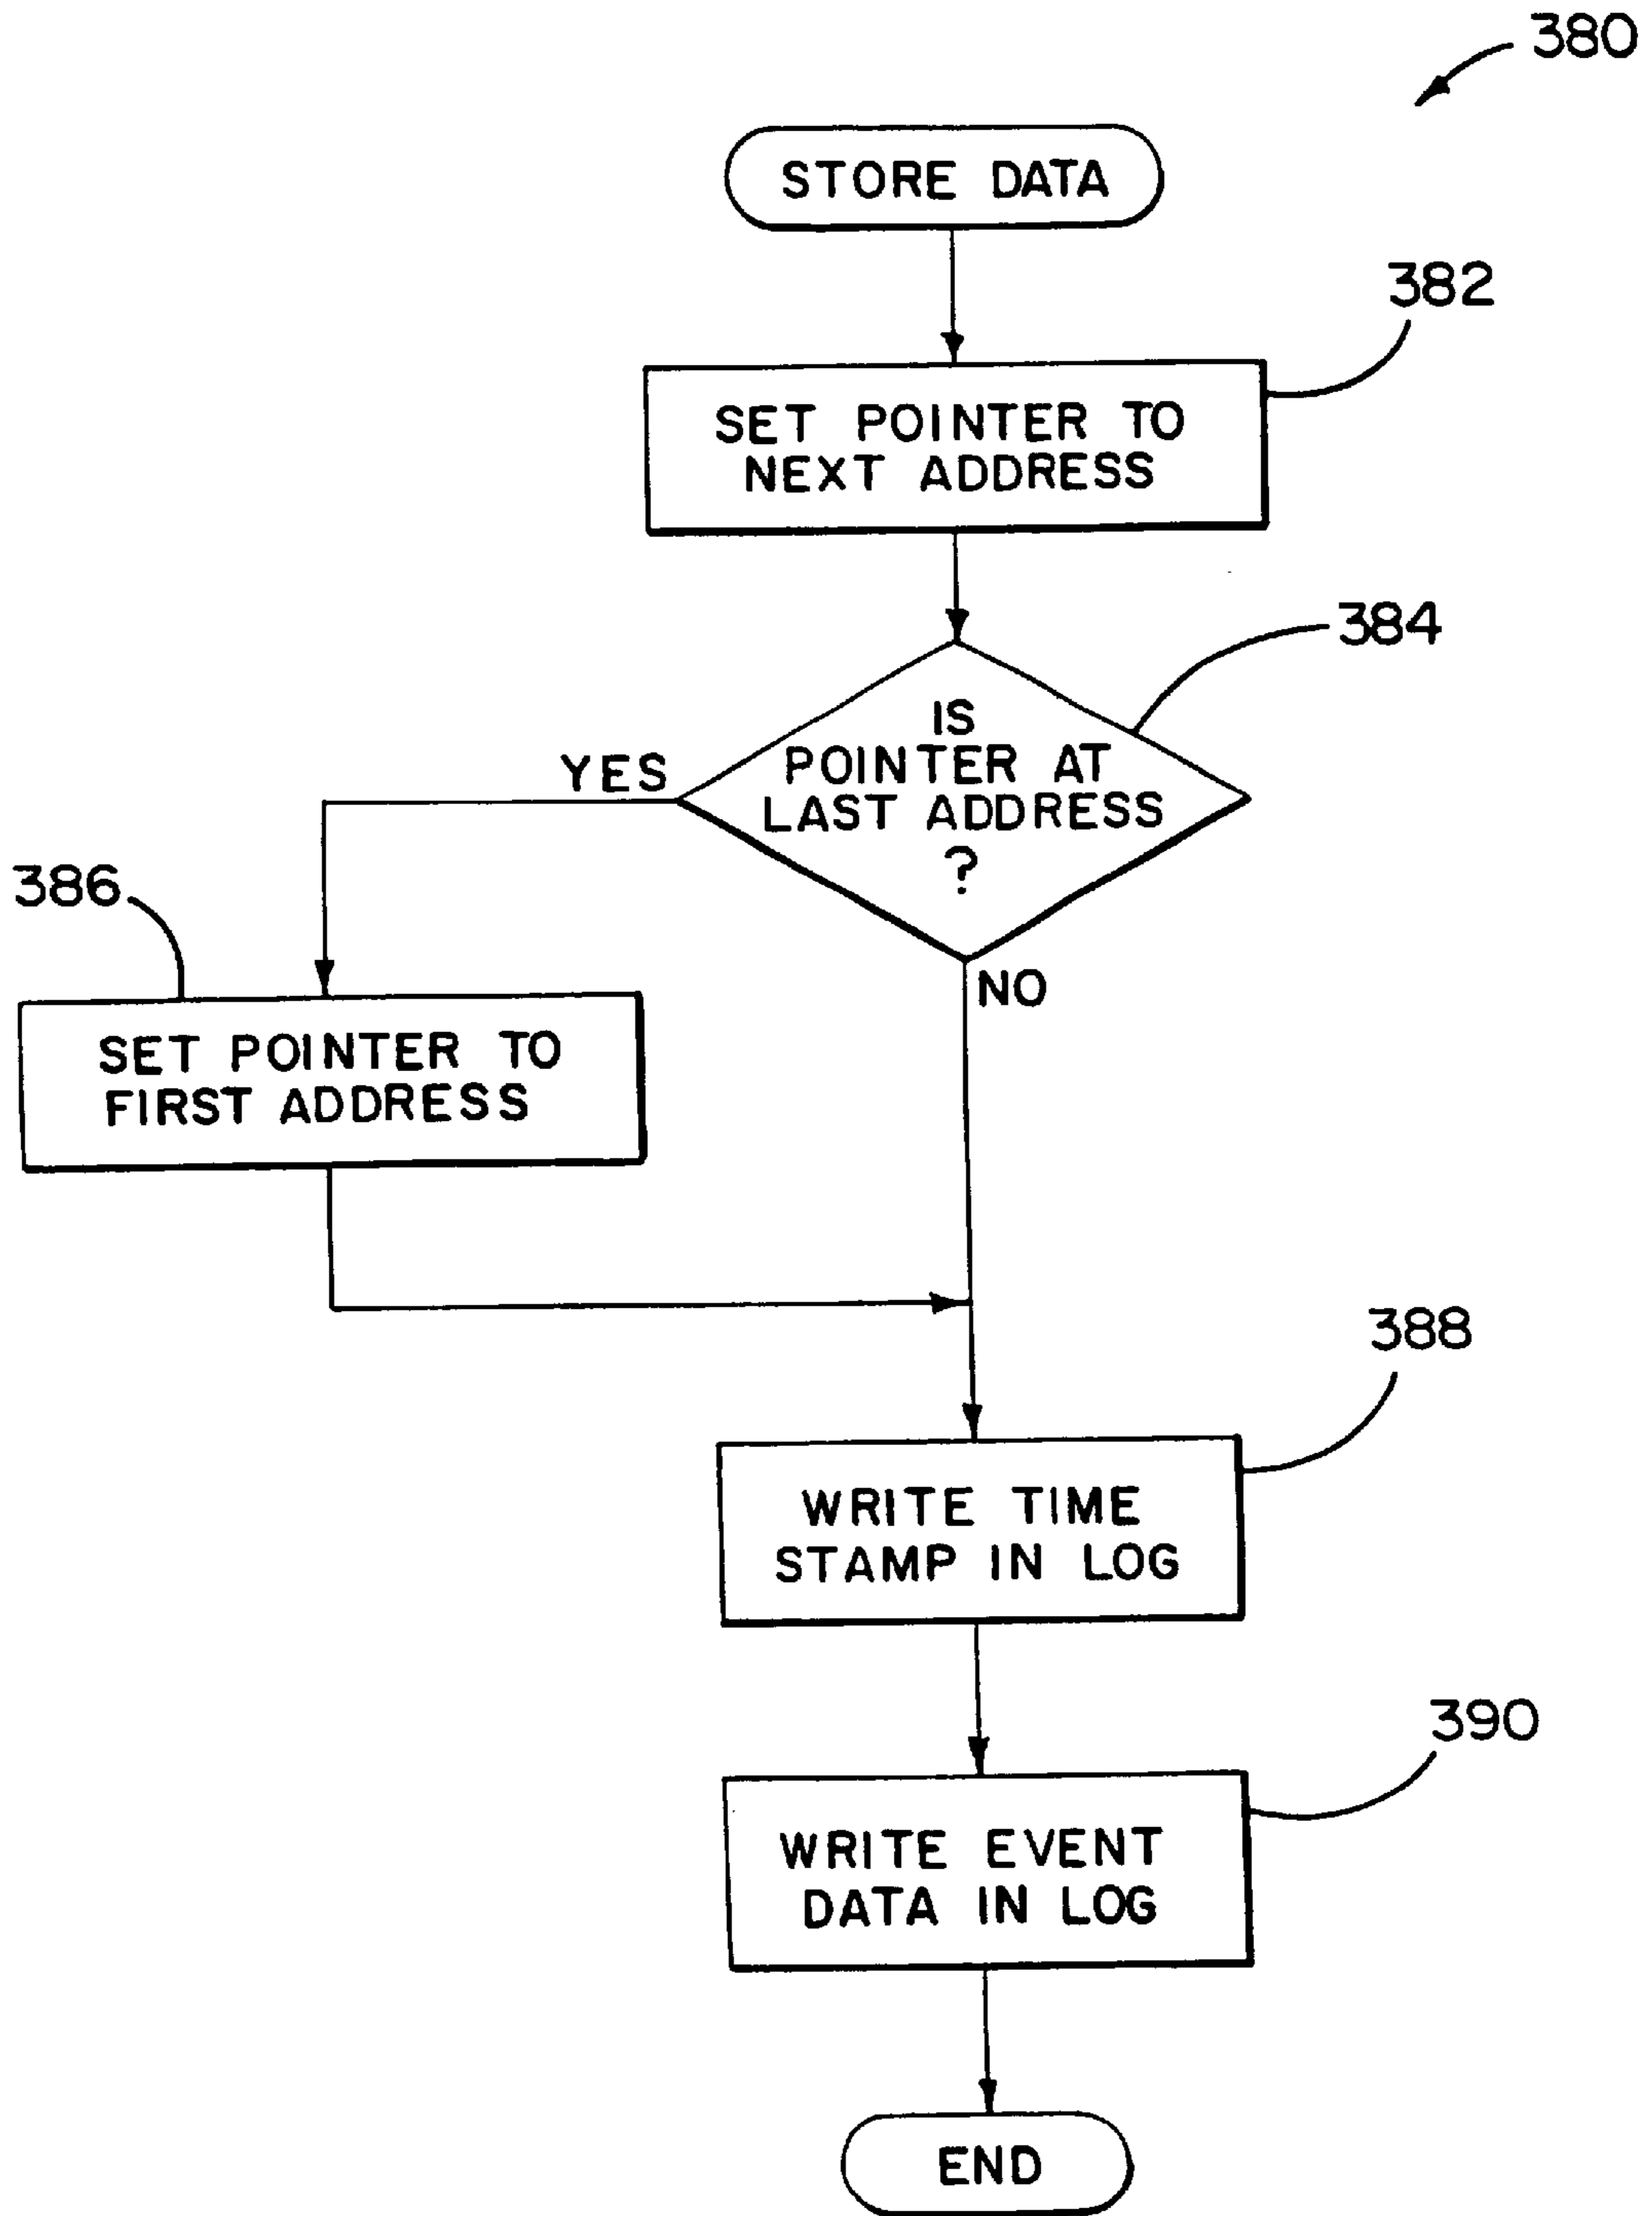 380
STORE DATA
382
SET POINTER TO
NEXT ADDRESS
384
IS
POINTER AT
LAST ADDRESS
?
YES
386
NO
SET POINTER TO
FIRST ADDRESS
388
WRITE TIME
STAMP IN LOG
390
WRITE EVENT
DATA IN LOG
END